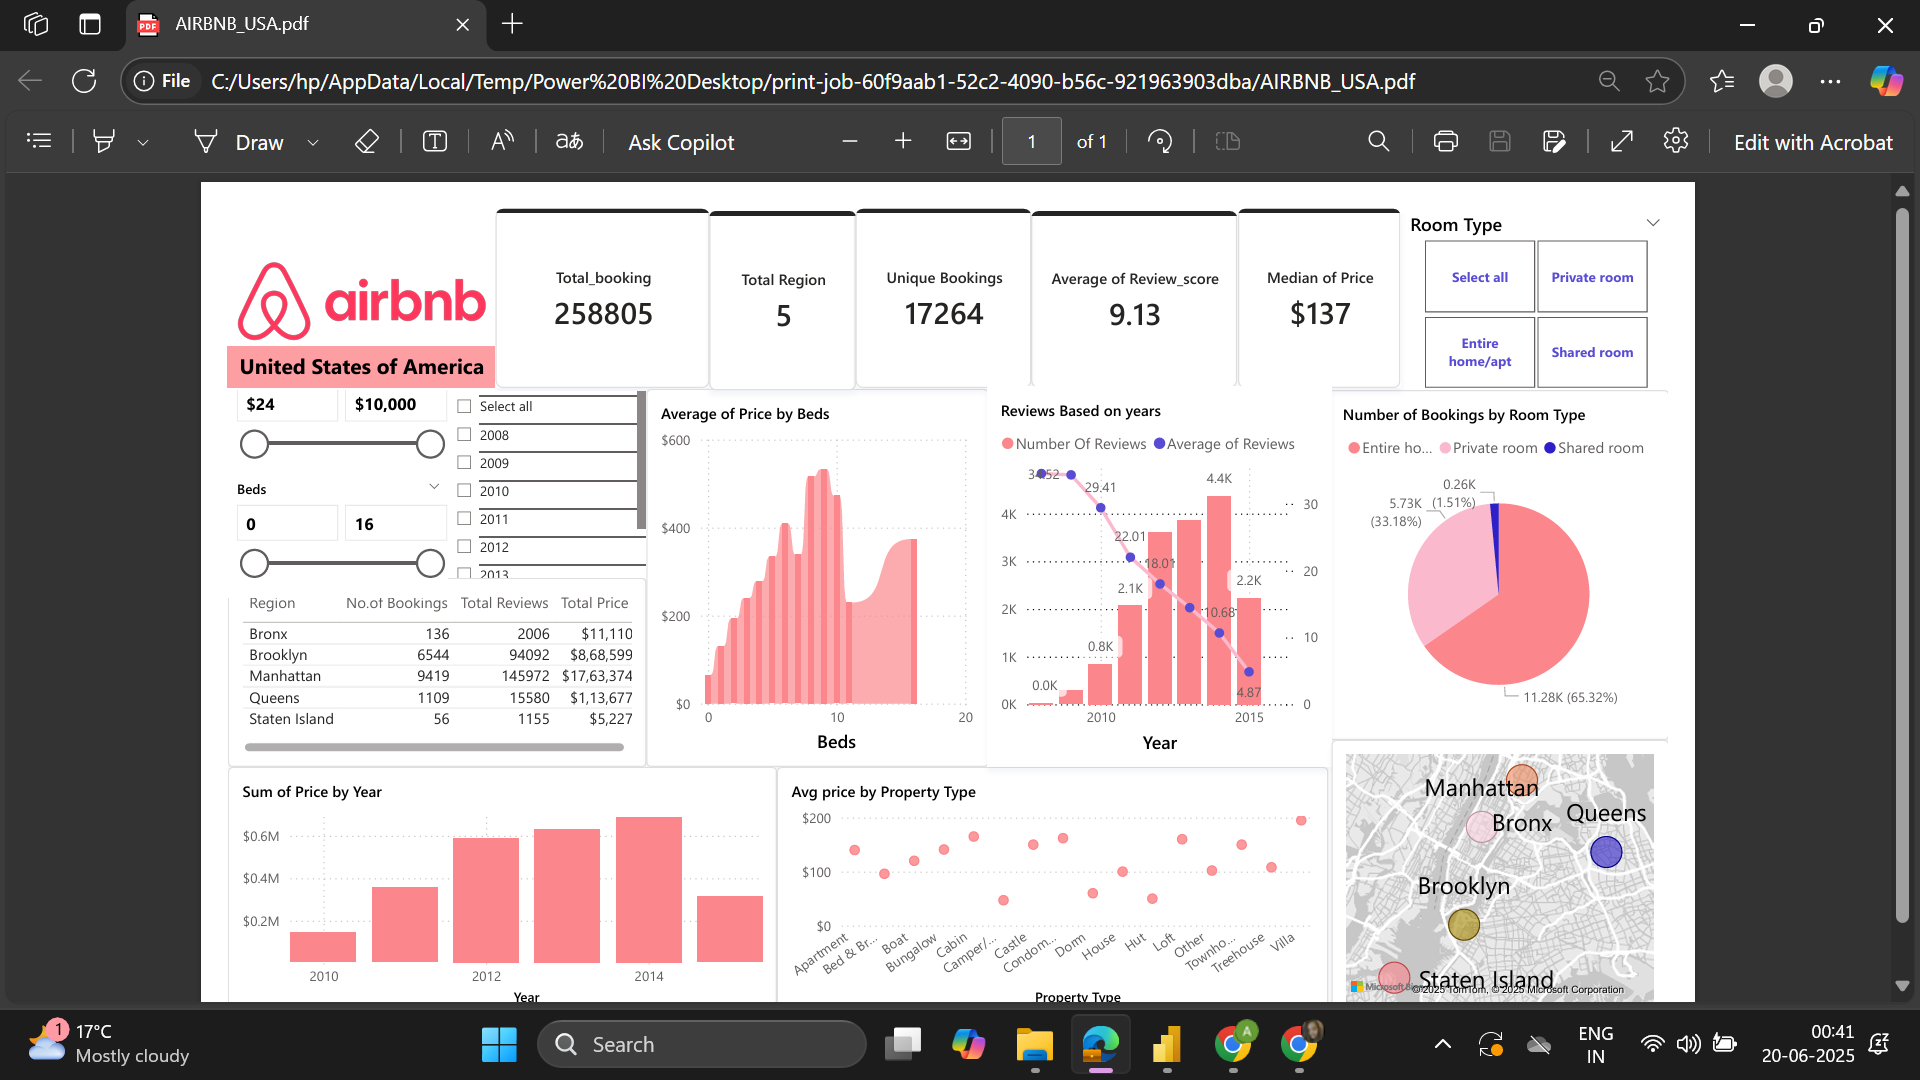 AIRBNB_USA.pdf
File C:/Users/hp/AppData/Local/Temp/Power%20BI%20Desktop/print-job-60f9aab1-52c2-4090-b56c-921963903dba/AIRBNB_USA.pdf
Draw
aあ
Ask Copilot
1 of 1
Edit with Acrobat
airbnb
United States of America
Total_booking
258805
Total Region
5
Unique Bookings
17264
Average of Review_score
9.13
Median of Price
$137
Room Type
Select all
Private room
Entire home/apt
Shared room
$24
$10,000
Beds
0
16
Select all
2008
2009
2010
2011
2012
2013
Region No.of Bookings Total Reviews Total Price
Bronx 136 2006 $11,110
Brooklyn 6544 94092 $8,68,599
Manhattan 9419 145972 $17,63,374
Queens 1109 15580 $1,13,677
Staten Island 56 1155 $5,227
Average of Price by Beds
$600
$400
$200
$0
0 10 20
Beds
Reviews Based on years
Number Of Reviews Average of Reviews
34.52
29.41
22.01
18.01
10.68
4.87
0.0K
0.8K
2.1K
4.4K
2.2K
4K
3K
2K
1K
0K
30
20
10
0
2010 2015
Year
Number of Bookings by Room Type
Entire ho... Private room Shared room
0.26K
(1.51%)
5.73K
(33.18%)
11.28K (65.32%)
Sum of Price by Year
$0.6M
$0.4M
$0.2M
2010 2012 2014
Year
Avg price by Property Type
$200
$100
$0
Apartment
Bed & Br...
Boat
Bungalow
Cabin
Camper/...
Castle
Condom...
Dorm
House
Hut
Loft
Other
Townho...
Treehouse
Villa
Property Type
Manhattan
Bronx
Queens
Brooklyn
Staten Island
© 2025 TomTom, © 2025 Microsoft Corporation
1
17°C
Mostly cloudy
Search
A
ENG
IN
00:41
20-06-2025